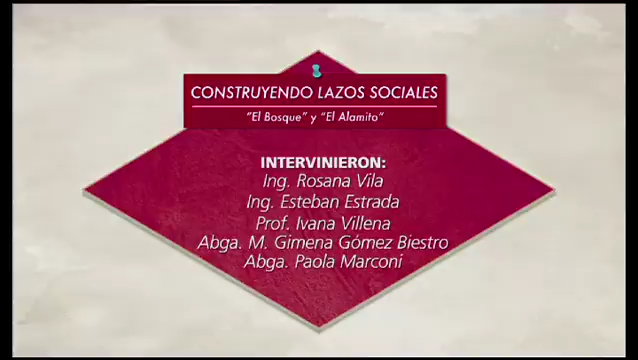 CONSTRUYENDO LAZOS SOCIALES
"El Bosque" y "El Alamito"
INTERVINIERON:
Ing. Rosana Vila
Ing. Esteban Estrada
Prof. Ivana Villena
Abga. M. Gimena Gómez Biestro
Abga. Paola Marconi